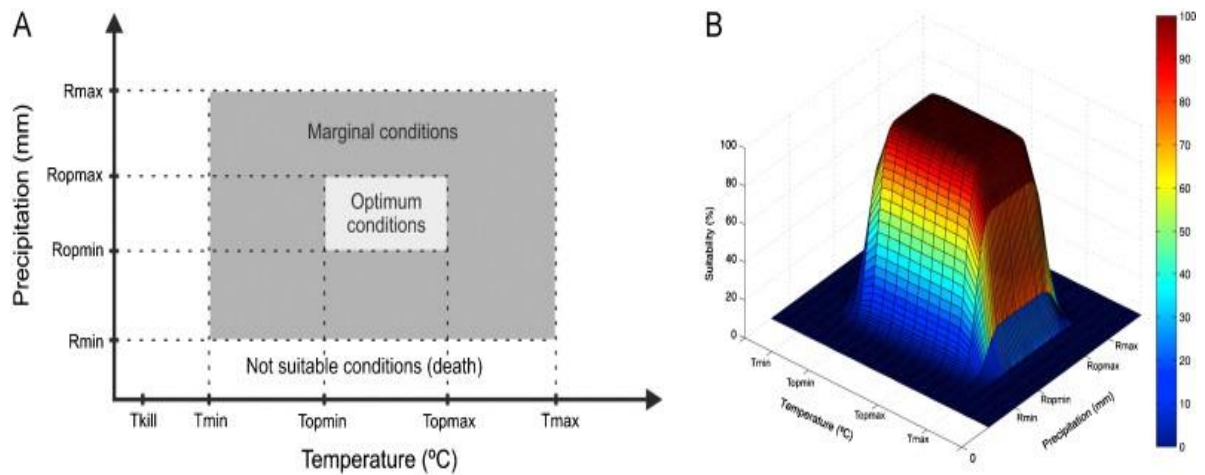 A
Precipitation (mm)
Rmax
Ropmax
Ropmin
Rmin
Marginal conditions
Optimum
conditions
Not suitable conditions (death)
Tkill Tmin Topmin Topmax Tmax
Temperature (ºC)
B
Suitability (%)
100
80
60
40
20
0
Tmin
Topmin
Topmax
Tmax
Temperature (ºC)
0
Rmin
Ropmin
Ropmax
Rmax
Precipitation (mm)
100
90
80
70
60
50
40
30
20
10
0